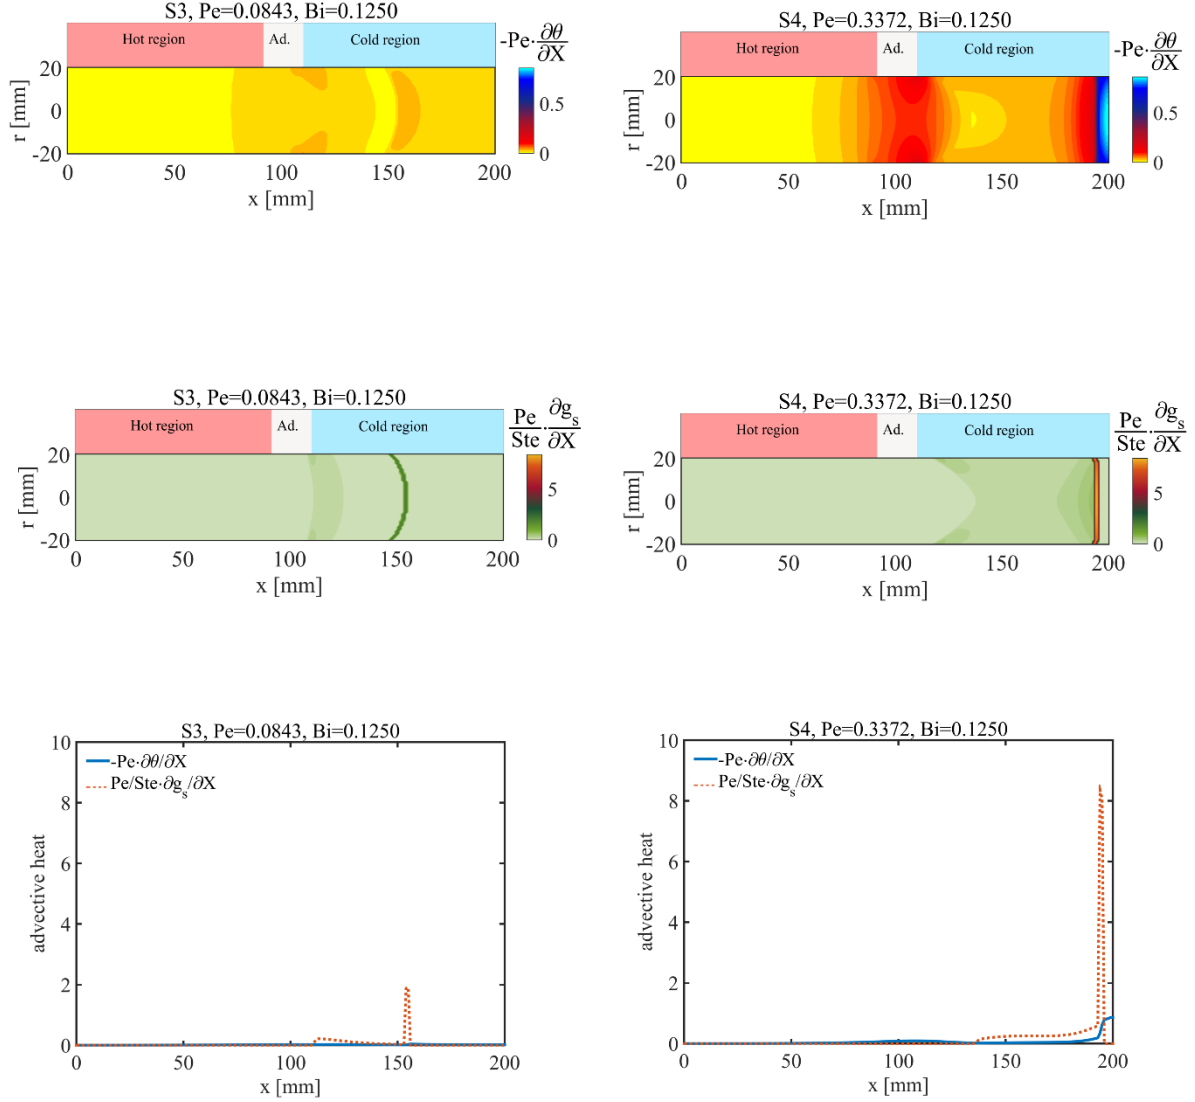 S3, Pe=0.0843, Bi=0.1250
Hot region Ad. Cold region
-Pe·∂θ/∂X
20
0
-20
r [mm]
0.5
0
0 50 100 150 200
x [mm]
S4, Pe=0.3372, Bi=0.1250
Hot region Ad. Cold region
-Pe·∂θ/∂X
20
0
-20
r [mm]
0.5
0
0 50 100 150 200
x [mm]
S3, Pe=0.0843, Bi=0.1250
Hot region Ad. Cold region
Pe/Ste·∂gₛ/∂X
20
0
-20
r [mm]
5
0
0 50 100 150 200
x [mm]
S4, Pe=0.3372, Bi=0.1250
Hot region Ad. Cold region
Pe/Ste·∂gₛ/∂X
20
0
-20
r [mm]
5
0
0 50 100 150 200
x [mm]
S3, Pe=0.0843, Bi=0.1250
-Pe·∂θ/∂X
Pe/Ste·∂gₛ/∂X
10
8
6
4
2
0
advective heat
0 50 100 150 200
x [mm]
S4, Pe=0.3372, Bi=0.1250
-Pe·∂θ/∂X
Pe/Ste·∂gₛ/∂X
10
8
6
4
2
0
advective heat
0 50 100 150 200
x [mm]